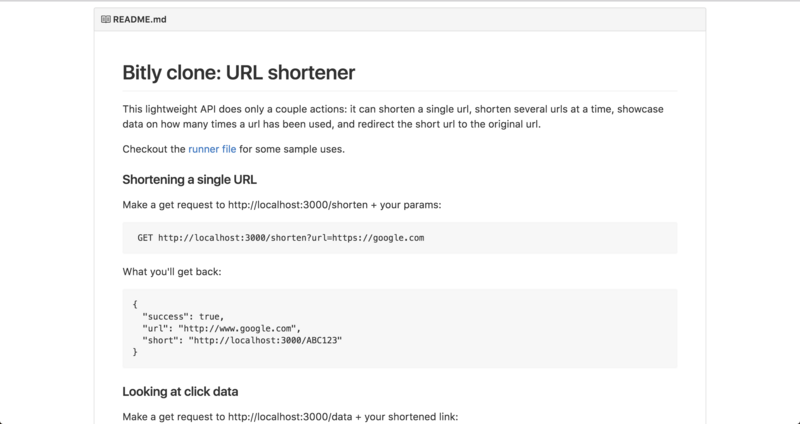 README.md
Bitly clone: URL shortener
This lightweight API does only a couple actions: it can shorten a single url, shorten several urls at a time, showcase
data on how many times a url has been used, and redirect the short url to the original url.
Checkout the runner file for some sample uses.
Shortening a single URL
Make a get request to http://localhost:3000/shorten + your params:
GET http://localhost:3000/shorten?url=https://google.com
What you'll get back:
{
  "success": true,
  "url": "http://www.google.com",
  "short": "http://localhost:3000/ABC123"
}
Looking at click data
Make a get request to http://localhost:3000/data + your shortened link: